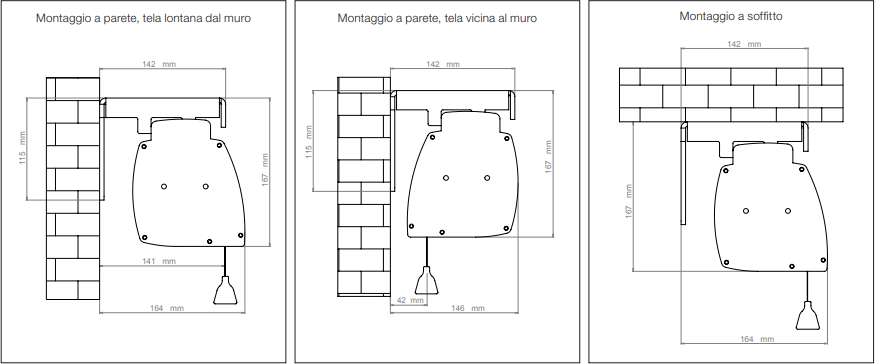 Montaggio a parete, tela lontana dal muro
142 mm
115 mm
167 mm
141 mm
164 mm
Montaggio a parete, tela vicina al muro
142 mm
115 mm
167 mm
42 mm
146 mm
Montaggio a soffitto
142 mm
167 mm
164 mm